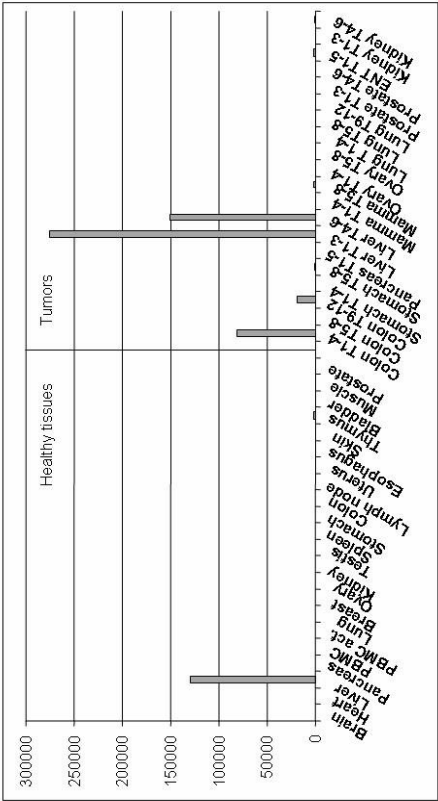 300000
250000
200000
150000
100000
50000
0
Healthy tissues
Tumors
Brain
Heart
Liver
Pancreas
PBMC
PBMC act.
Lung
Breast
Ovary
Kidney
Testis
Spleen
Stomach
Colon
Lymph node
Uterus
Esophagus
Skin
Thymus
Bladder
Muscle
Prostate
Colon T1-4
Colon T5-8
Colon T9-12
Stomach T1-4
Stomach T5-8
Pancreas T1-5
Liver T1-3
Liver T4-6
Mamma T1-4
Mamma T5-8
Ovary T1-4
Ovary T5-8
Lung T1-4
Lung T5-8
Lung T9-12
Prostate T1-3
Prostate T4-6
ENT T1-5
Kidney T1-3
Kidney T4-6